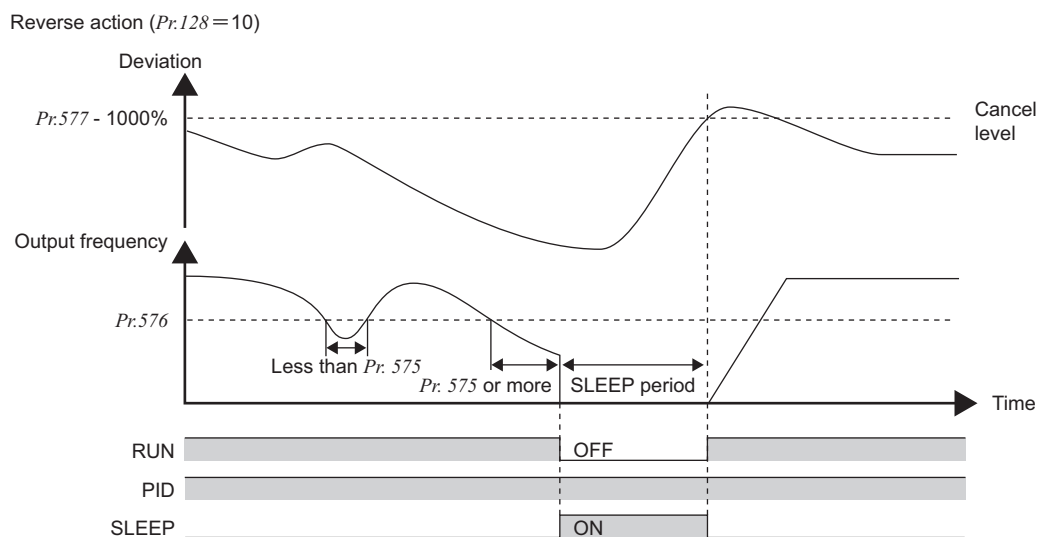 Reverse action (Pr.128＝10)
Deviation
Pr.577 - 1000%
Cancel
level
Output frequency
Pr.576
Less than Pr. 575
Pr. 575 or more
SLEEP period
Time
RUN
OFF
PID
SLEEP
ON